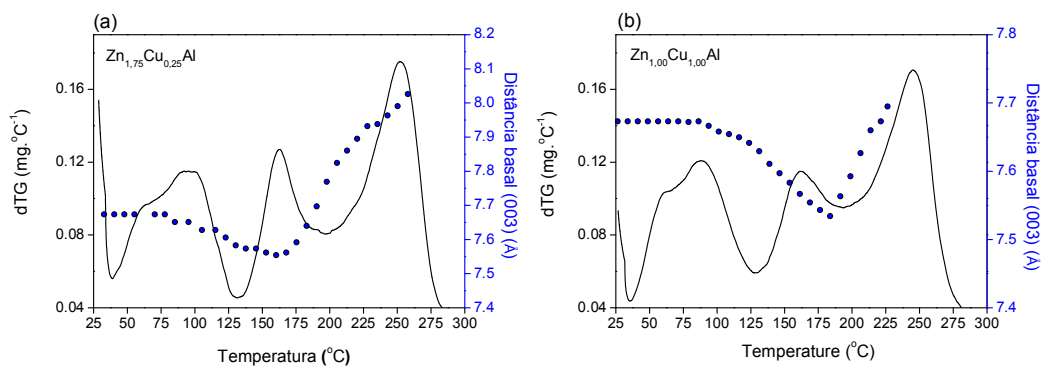 (a)
Zn1,75Cu0,25Al
dTG (mg.°C-1)
0.16
0.12
0.08
0.04
25 50 75 100 125 150 175 200 225 250 275 300
Temperatura (°C)
8.2
8.1
8.0
7.9
7.8
7.7
7.6
7.5
7.4
Distância basal (003) (Å)
(b)
Zn1,00Cu1,00Al
dTG (mg.°C-1)
0.16
0.12
0.08
0.04
25 50 75 100 125 150 175 200 225 250 275 300
Temperature (°C)
7.8
7.7
7.6
7.5
7.4
Distância basal (003) (Å)